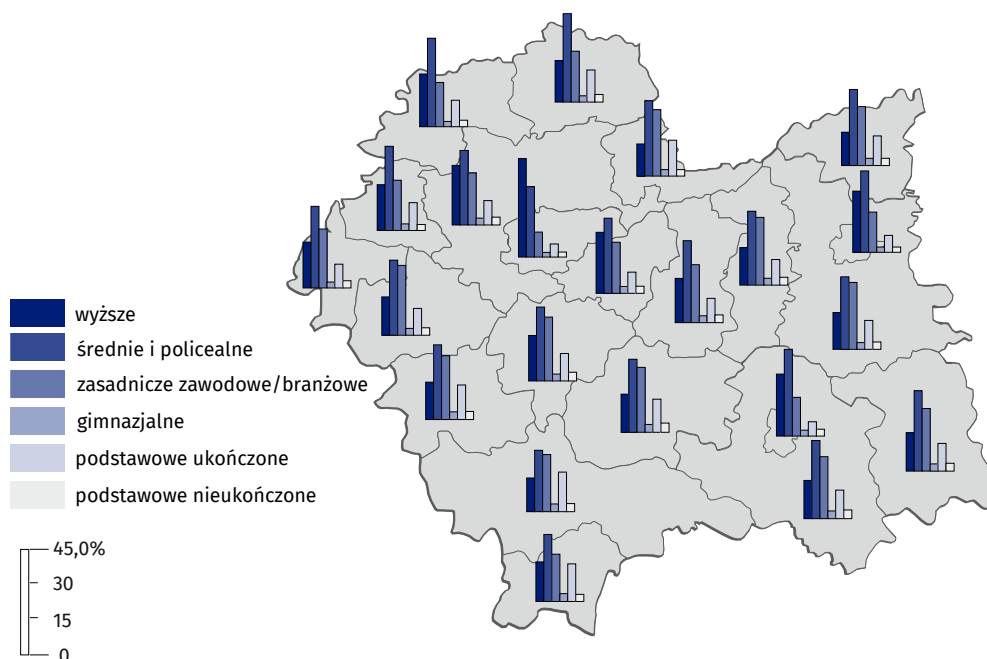 wyższe
średnie i policealne
zasadnicze zawodowe/branżowe
gimnazjalne
podstawowe ukończone
podstawowe nieukończone
45,0%
30
15
0